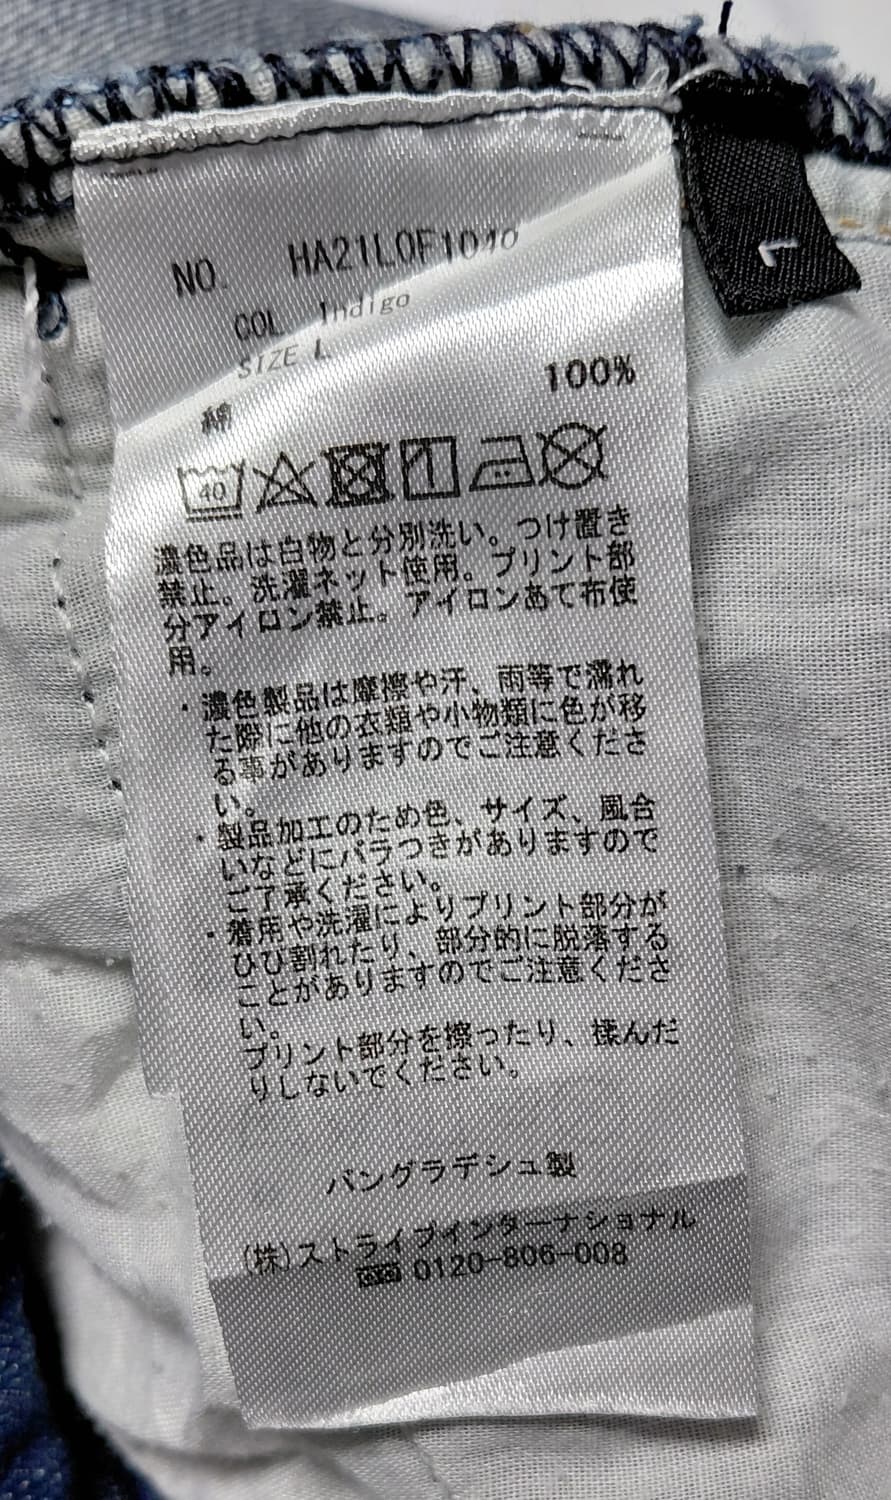 NO. HA21LOF1040
COL Indigo
SIZE L
綿 100%
40
濃色品は白物と分別洗い。つけ置き
禁止。洗濯ネット使用。プリント部
分アイロン禁止。アイロンあて布使
用。
・濃色製品は摩擦や汗、雨等で濡れ
た際に他の衣類や小物類に色が移
る事がありますのでご注意くださ
い。
・製品加工のため色、サイズ、風合
いなどにバラつきがありますので
ご了承ください。
・着用や洗濯によりプリント部分が
ひび割れたり、部分的に脱落する
ことがありますのでご注意くださ
い。
プリント部分を擦ったり、揉んだ
りしないでください。
バングラデシュ製
(株)ストライプインターナショナル
0120-806-008
L